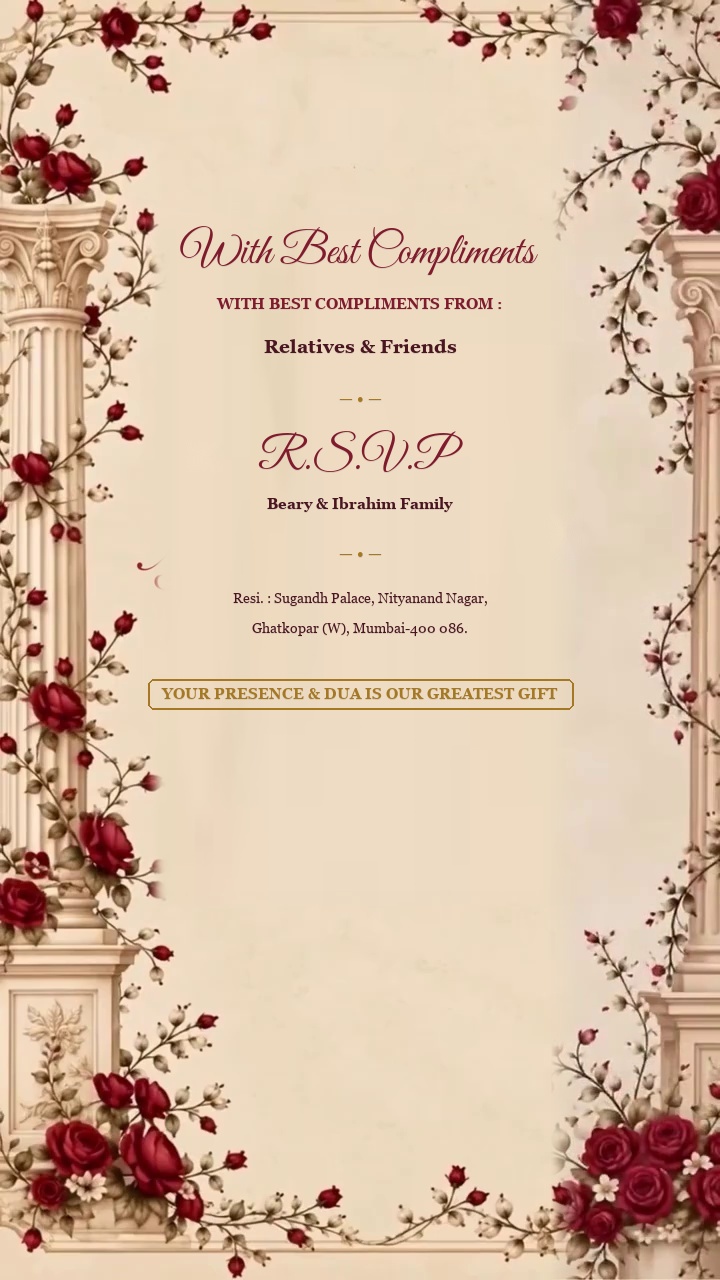 With Best Compliments
WITH BEST COMPLIMENTS FROM :
Relatives & Friends
R.S.V.P
Beary & Ibrahim Family
Resi. : Sugandh Palace, Nityanand Nagar,
Ghatkopar (W), Mumbai-400 086.
YOUR PRESENCE & DUA IS OUR GREATEST GIFT